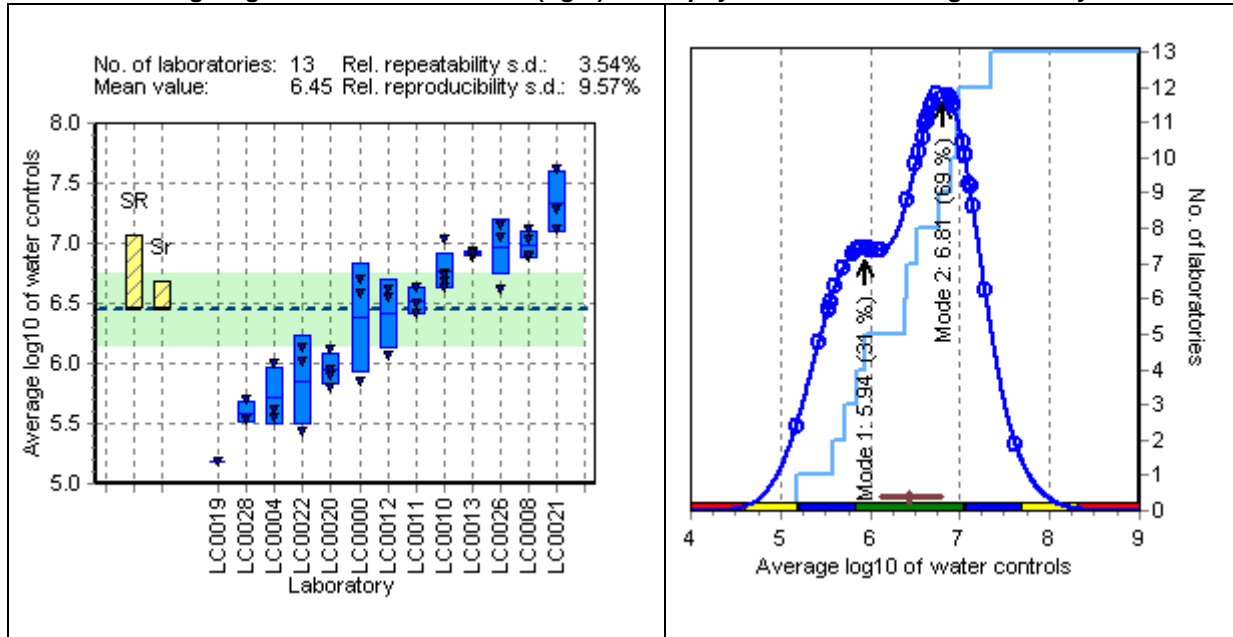 No. of laboratories: 13 Rel. repeatability s.d.: 3.54%
Mean value: 6.45 Rel. reproducibility s.d.: 9.57%
8.0
7.5
7.0
6.5
6.0
5.5
5.0
Average log10 of water controls
SR
Sr
LC0019
LC0028
LC0004
LC0022
LC0020
LC0000
LC0012
LC0011
LC0010
LC0013
LC0026
LC0008
LC0021
Laboratory
13
12
11
10
9
8
7
6
5
4
3
2
1
0
No. of laboratories
Mode 1: 5.94 (31 %)
Mode 2: 6.81 (69 %)
4 5 6 7 8 9
Average log10 of water controls